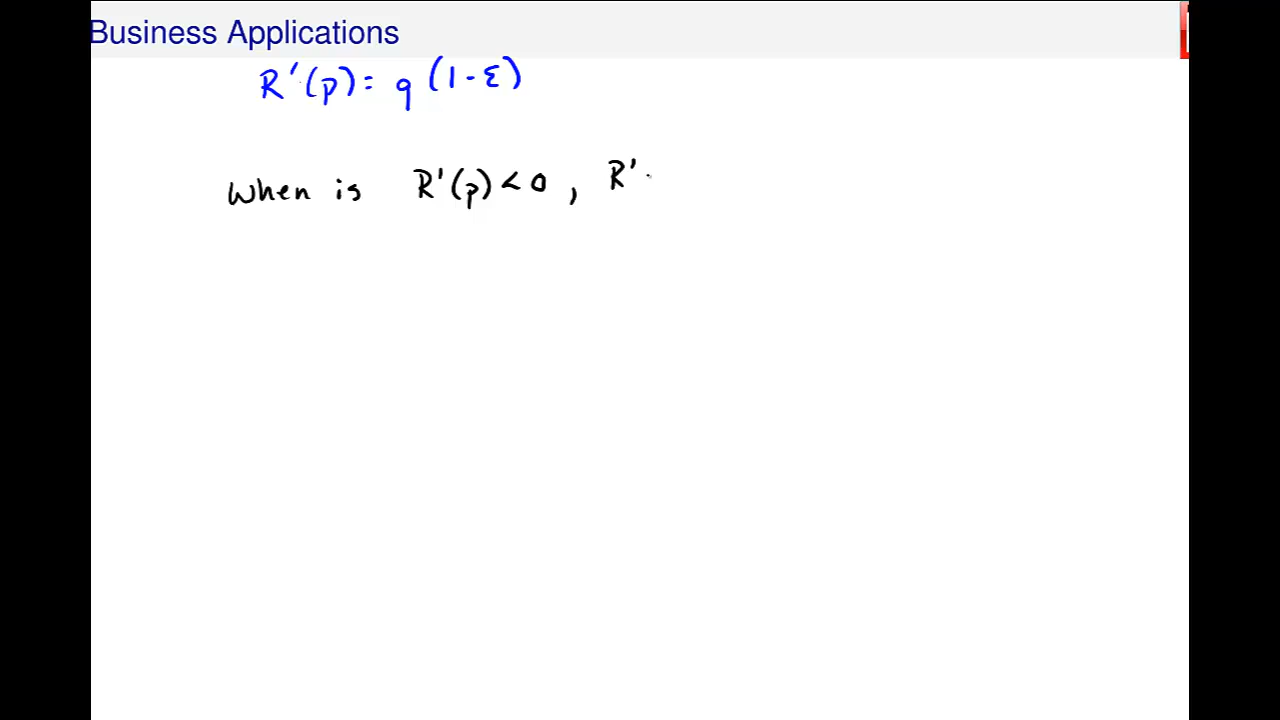 Business Applications
R'(p) = q (1 - ε)
When is R'(p) < 0 , R'